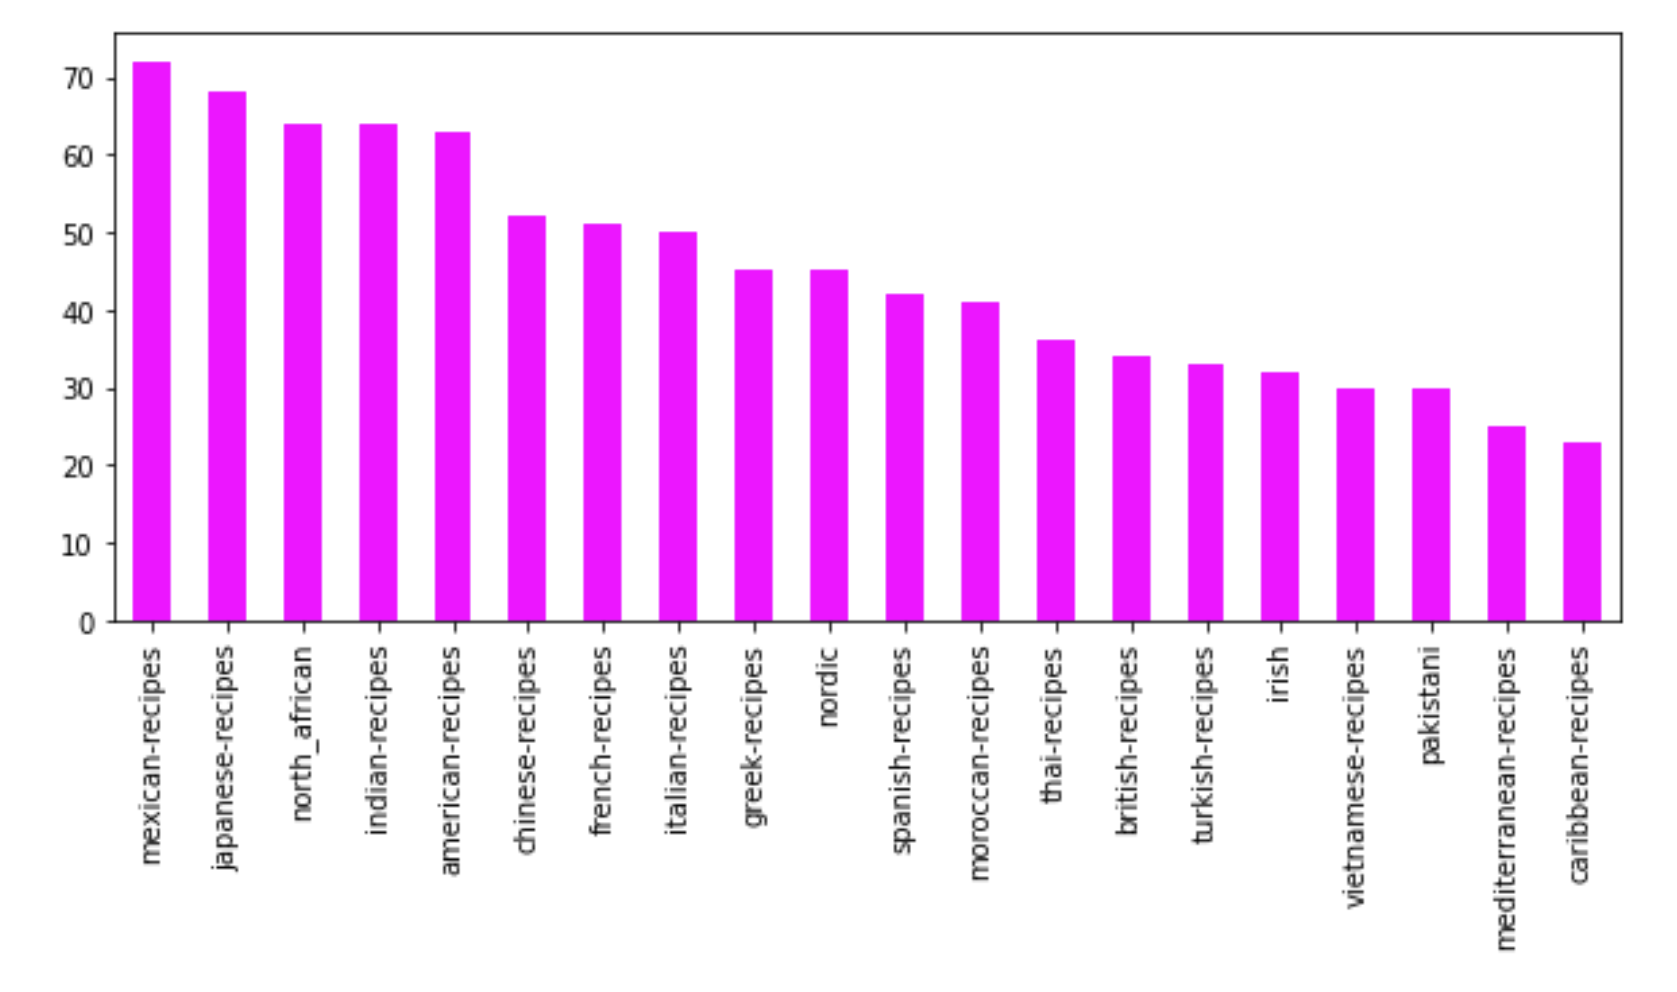 70
60
50
40
30
20
10
0
mexican-recipes
japanese-recipes
north_african
indian-recipes
american-recipes
chinese-recipes
french-recipes
italian-recipes
greek-recipes
nordic
spanish-recipes
moroccan-recipes
thai-recipes
british-recipes
turkish-recipes
irish
vietnamese-recipes
pakistani
mediterranean-recipes
caribbean-recipes